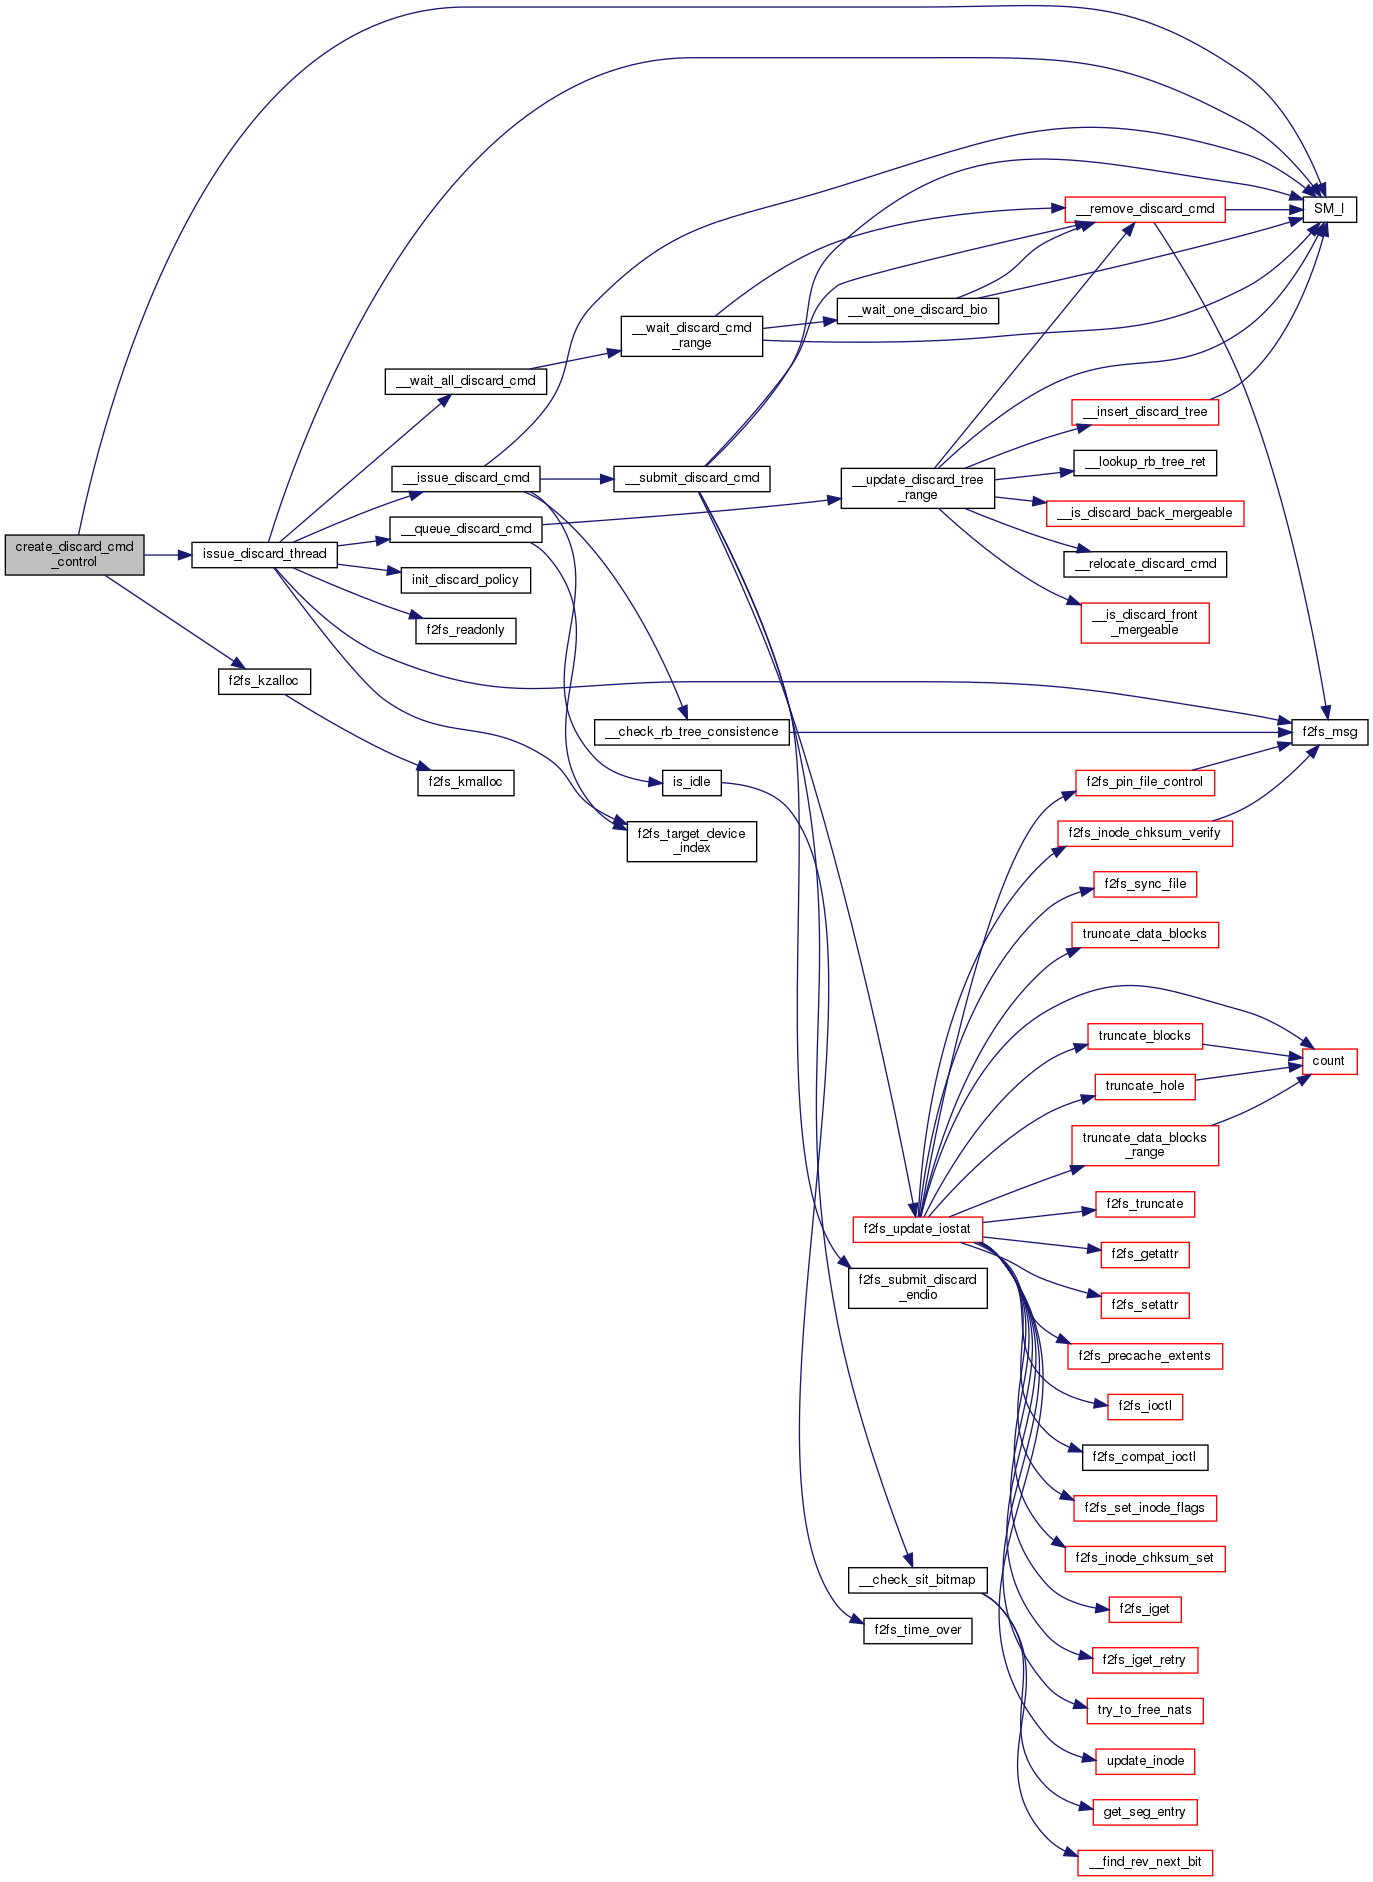 SM_I
__remove_discard_cmd
__wait_one_discard_bio
__wait_discard_cmd
_range
__wait_all_discard_cmd
__insert_discard_tree
__lookup_rb_tree_ret
__issue_discard_cmd
__submit_discard_cmd
__update_discard_tree
_range
__is_discard_back_mergeable
__queue_discard_cmd
create_discard_cmd
_control
issue_discard_thread
__relocate_discard_cmd
init_discard_policy
__is_discard_front
_mergeable
f2fs_readonly
f2fs_kzalloc
__check_rb_tree_consistence
f2fs_msg
f2fs_kmalloc
is_idle
f2fs_pin_file_control
f2fs_target_device
_index
f2fs_inode_chksum_verify
f2fs_sync_file
truncate_data_blocks
truncate_blocks
count
truncate_hole
truncate_data_blocks
_range
f2fs_truncate
f2fs_update_iostat
f2fs_getattr
f2fs_submit_discard
_endio
f2fs_setattr
f2fs_precache_extents
f2fs_ioctl
f2fs_compat_ioctl
f2fs_set_inode_flags
f2fs_inode_chksum_set
__check_sit_bitmap
f2fs_iget
f2fs_time_over
f2fs_iget_retry
try_to_free_nats
update_inode
get_seg_entry
__find_rev_next_bit